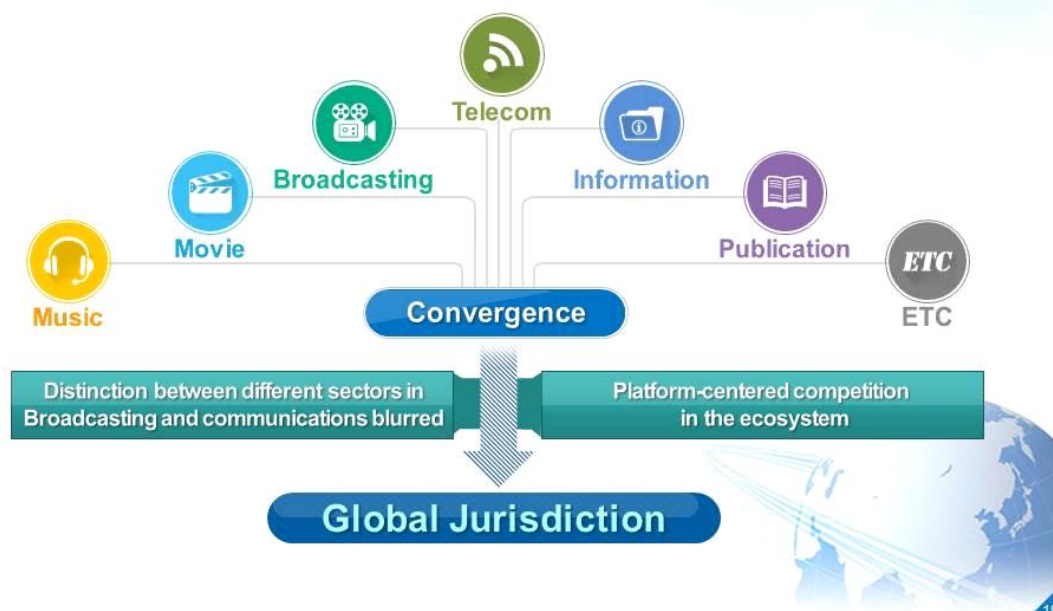 Telecom
Broadcasting
Information
Movie
Publication
ETC
Music
ETC
Convergence
Distinction between different sectors in
Broadcasting and communications blurred
Platform-centered competition
in the ecosystem
Global Jurisdiction